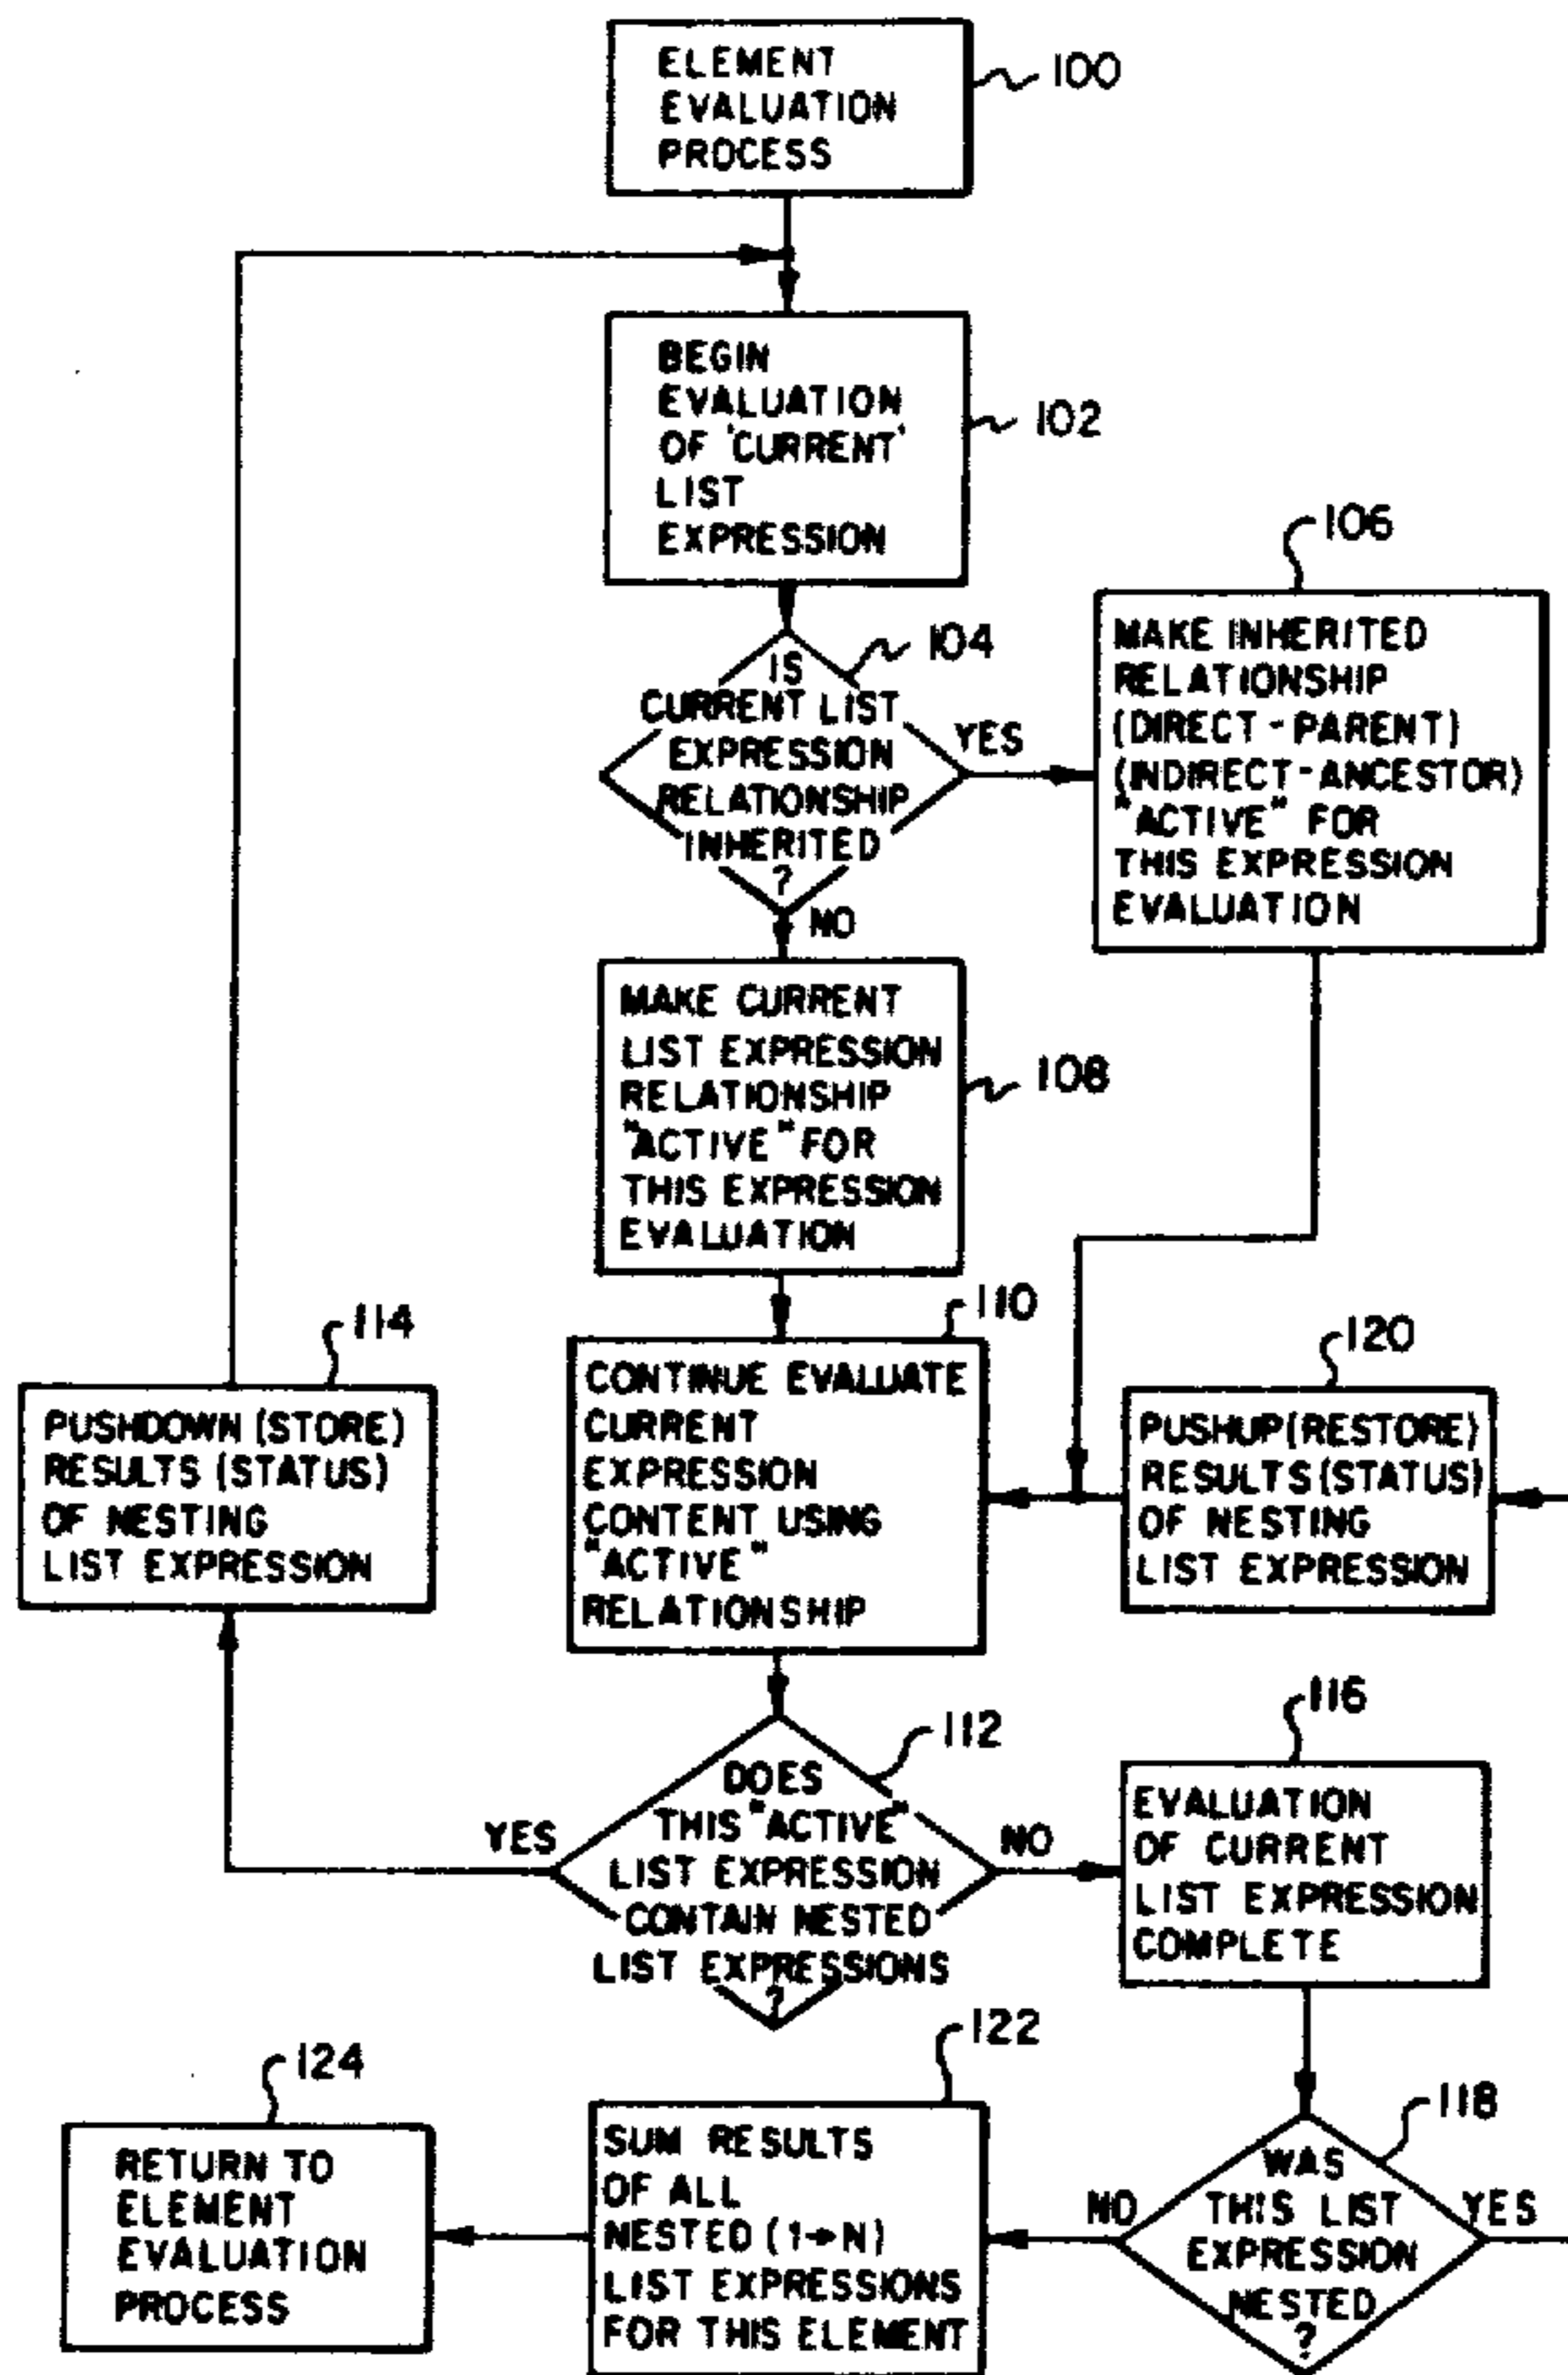 ELEMENT
EVALUATION
PROCESS
100
BEGIN
EVALUATION
OF 'CURRENT'
LIST
EXPRESSION
102
IS
CURRENT LIST
EXPRESSION
RELATIONSHIP
INHERITED
?
104
YES
NO
106
MAKE INHERITED
RELATIONSHIP
(DIRECT-PARENT)
(INDIRECT-ANCESTOR)
"ACTIVE" FOR
THIS EXPRESSION
EVALUATION
MAKE CURRENT
LIST EXPRESSION
RELATIONSHIP
"ACTIVE" FOR
THIS EXPRESSION
EVALUATION
108
110
CONTINUE EVALUATE
CURRENT
EXPRESSION
CONTENT USING
"ACTIVE"
RELATIONSHIP
114
PUSHDOWN (STORE)
RESULTS (STATUS)
OF NESTING
LIST EXPRESSION
120
PUSHUP (RESTORE)
RESULTS (STATUS)
OF NESTING
LIST EXPRESSION
112
DOES
THIS "ACTIVE"
LIST EXPRESSION
CONTAIN NESTED
LIST EXPRESSIONS
?
YES
NO
116
EVALUATION
OF CURRENT
LIST EXPRESSION
COMPLETE
118
WAS
THIS LIST
EXPRESSION
NESTED
?
NO
YES
122
SUM RESULTS
OF ALL
NESTED (1→N)
LIST EXPRESSIONS
FOR THIS ELEMENT
124
RETURN TO
ELEMENT
EVALUATION
PROCESS